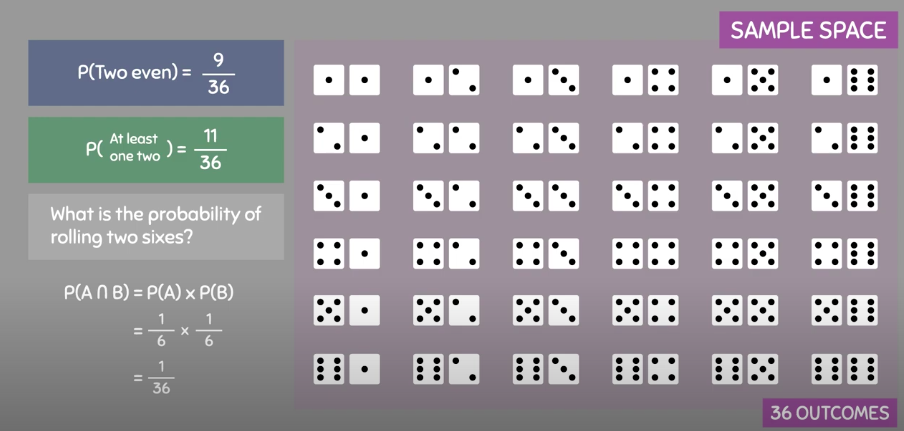 SAMPLE SPACE
P(Two even) = 9/36
P( At least one two ) = 11/36
What is the probability of
rolling two sixes?
P(A ∩ B) = P(A) x P(B)
= 1/6 x 1/6
= 1/36
36 OUTCOMES